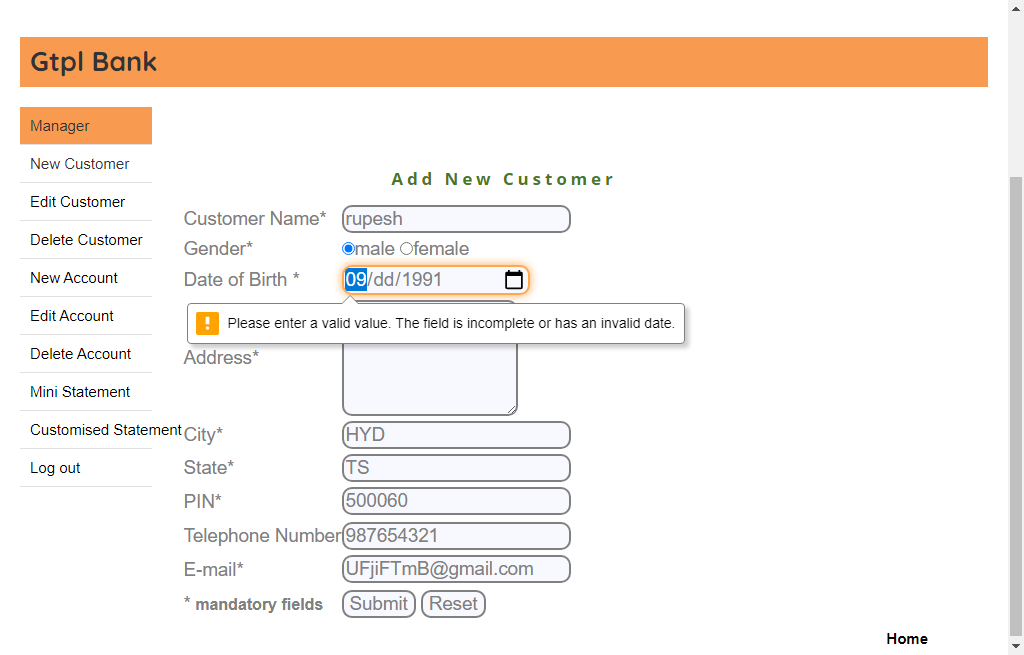 Gtpl Bank
Manager
New Customer
Edit Customer
Delete Customer
New Account
Edit Account
Delete Account
Mini Statement
Customised Statement
Log out
Add New Customer
Customer Name* rupesh
Gender* male female
Date of Birth * 09/dd/1991
Please enter a valid value. The field is incomplete or has an invalid date.
Address*
City* HYD
State* TS
PIN* 500060
Telephone Number 987654321
E-mail* UFjiFTmB@gmail.com
* mandatory fields Submit Reset
Home